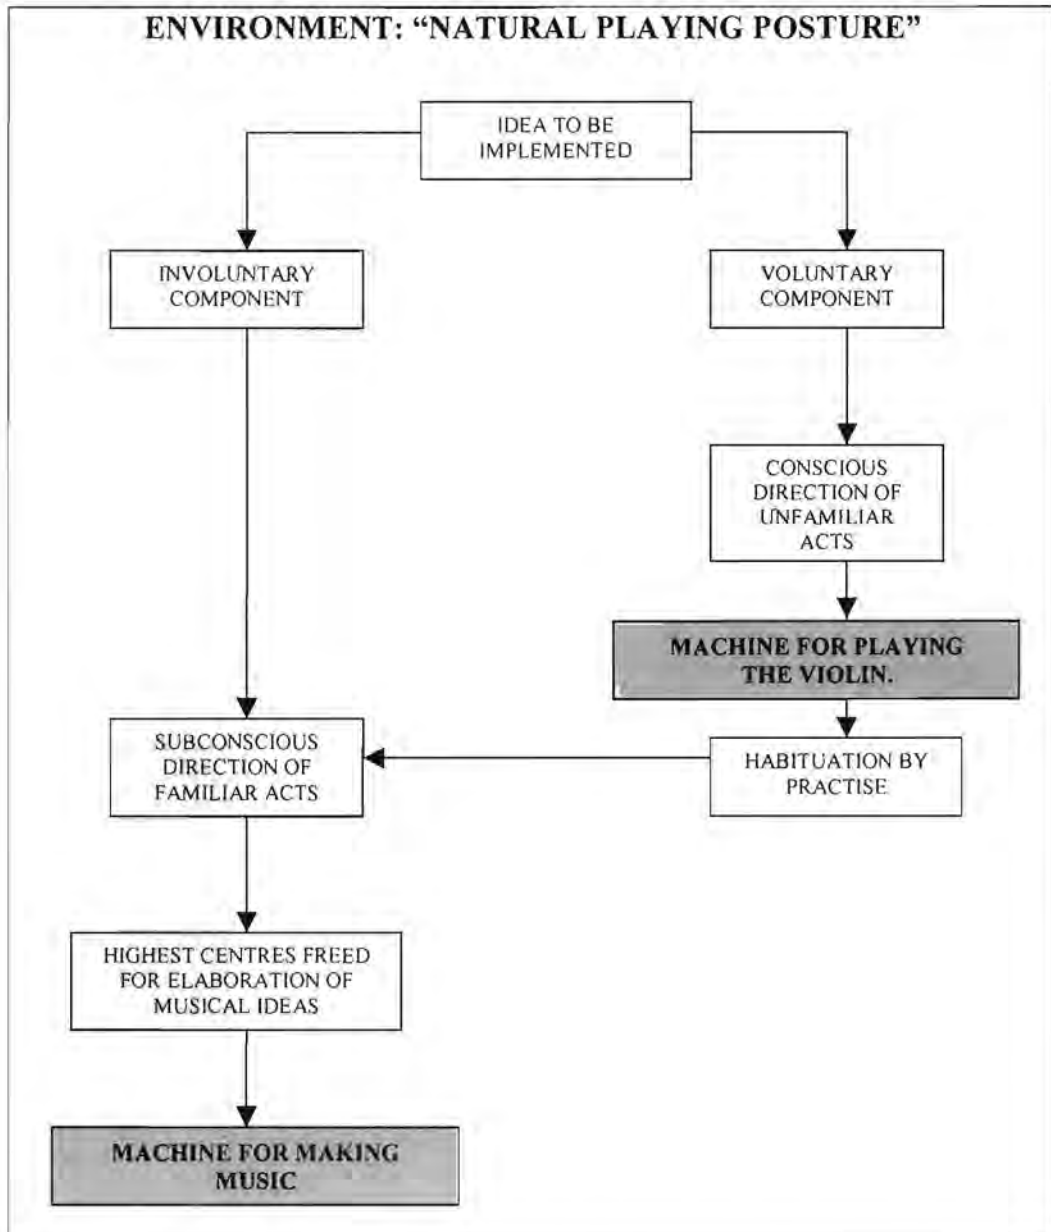 ENVIRONMENT: “NATURAL PLAYING POSTURE”
IDEA TO BE
IMPLEMENTED
INVOLUNTARY
COMPONENT
VOLUNTARY
COMPONENT
CONSCIOUS
DIRECTION OF
UNFAMILIAR
ACTS
MACHINE FOR PLAYING
THE VIOLIN.
SUBCONSCIOUS
DIRECTION OF
FAMILIAR ACTS
HABITUATION BY
PRACTISE
HIGHEST CENTRES FREED
FOR ELABORATION OF
MUSICAL IDEAS
MACHINE FOR MAKING
MUSIC